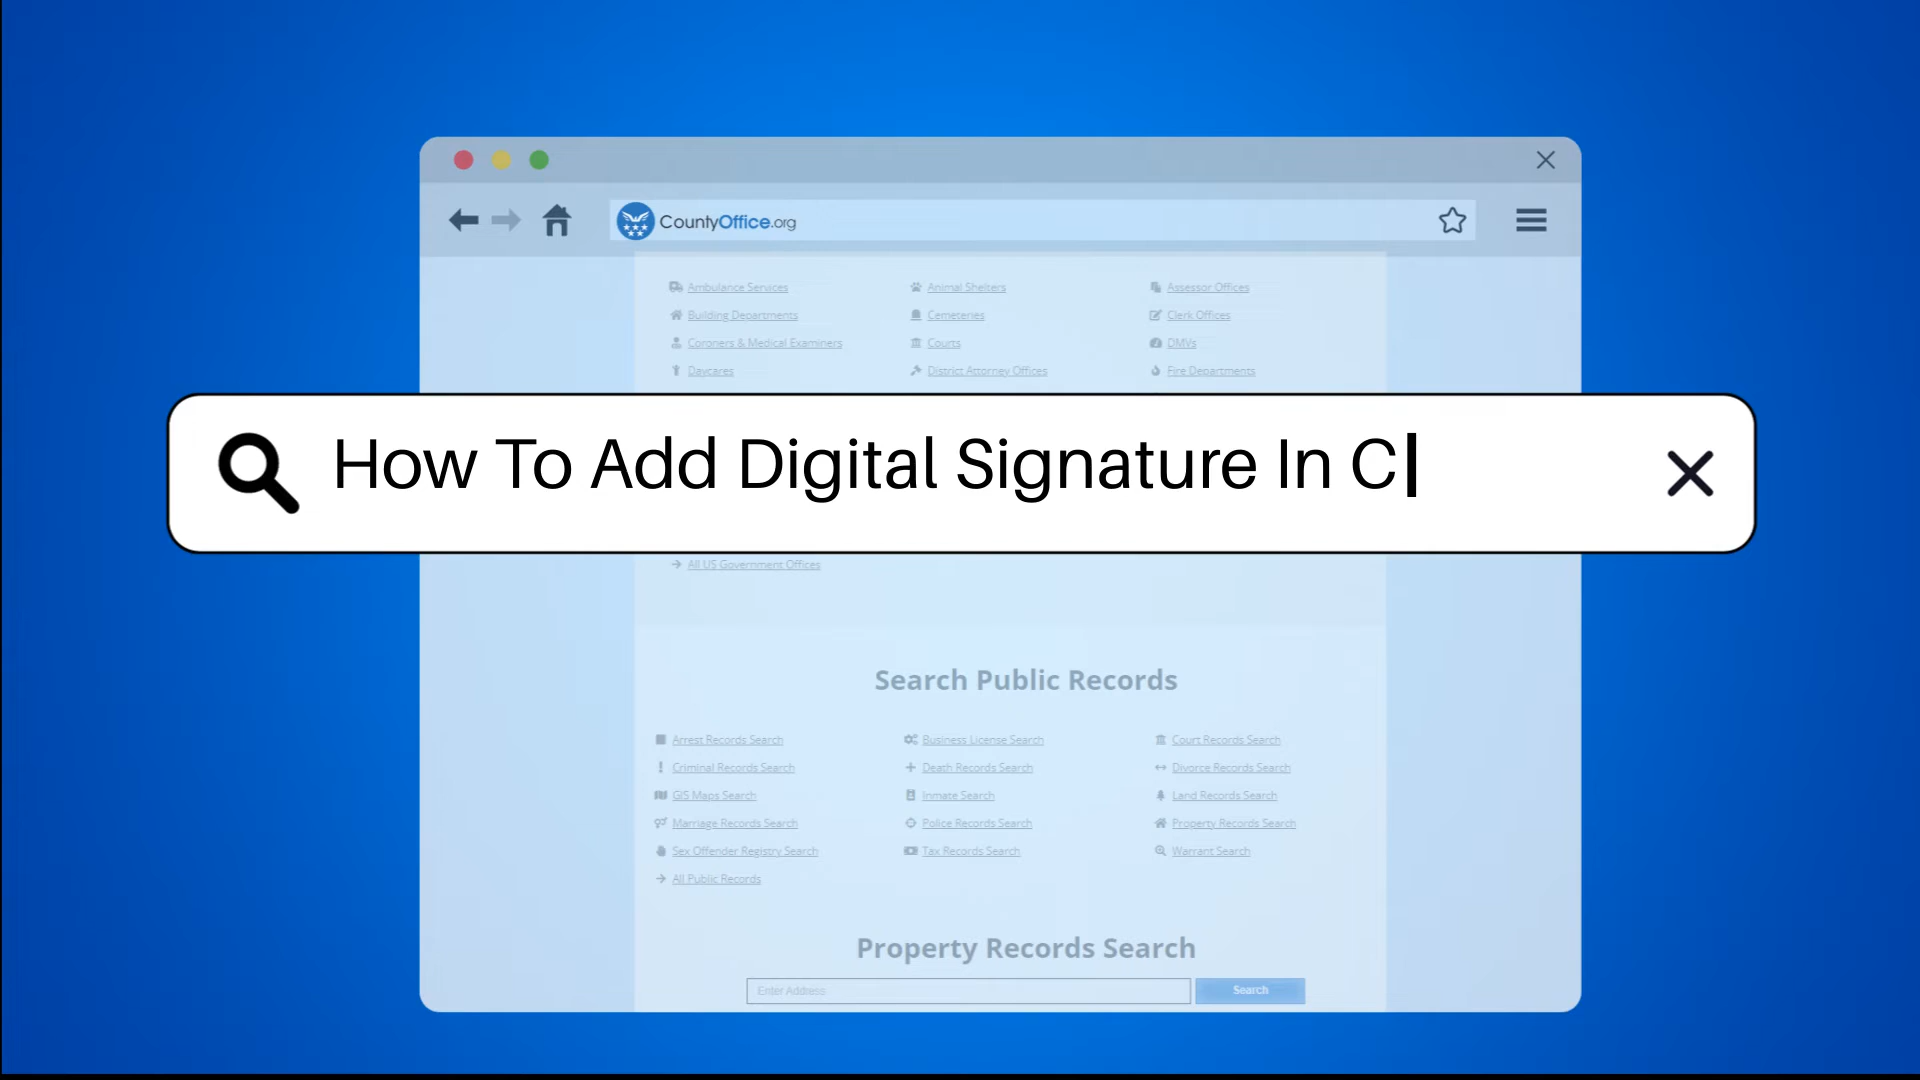 CountyOffice.org
Ambulance Services
Animal Shelters
Assessor Offices
Building Departments
Cemeteries
Clerk Offices
Coroners & Medical Examiners
Courts
DMVs
Daycares
District Attorney Offices
Fire Departments
How To Add Digital Signature In C
All US Government Offices
Search Public Records
Arrest Records Search
Business License Search
Court Records Search
Criminal Records Search
Death Records Search
Divorce Records Search
GIS Maps Search
Inmate Search
Land Records Search
Marriage Records Search
Police Records Search
Property Records Search
Sex Offender Registry Search
Tax Records Search
Warrant Search
All Public Records
Property Records Search
Enter Address
Search